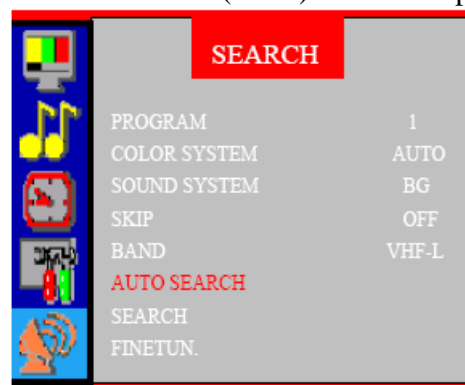 SEARCH
PROGRAM 1
COLOR SYSTEM AUTO
SOUND SYSTEM BG
SKIP OFF
BAND VHF-L
AUTO SEARCH
SEARCH
FINETUN.